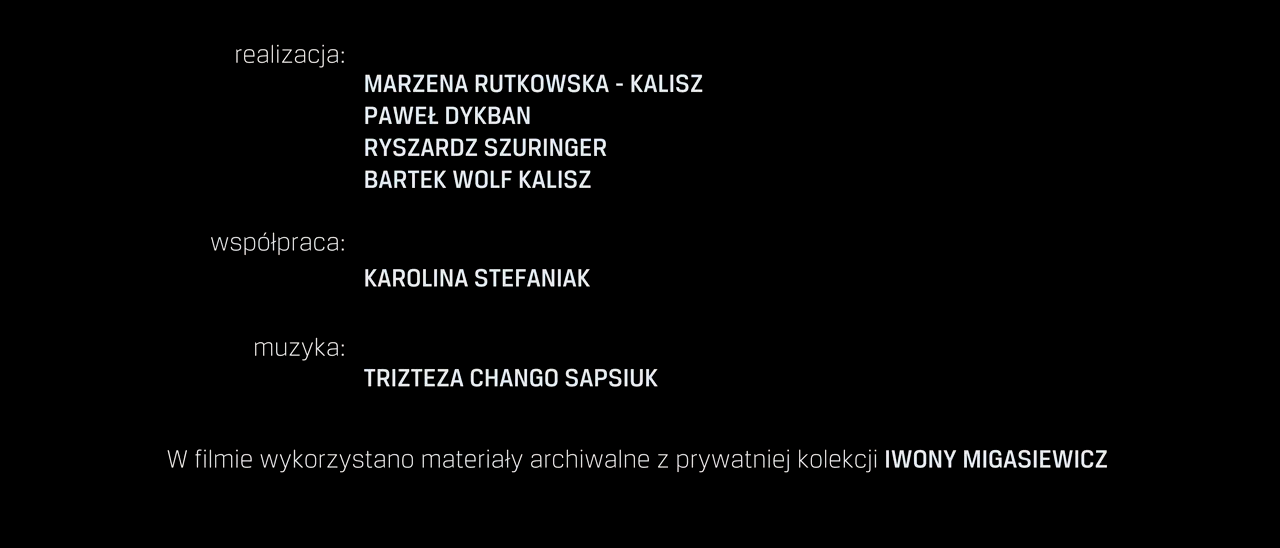 realizacja:
MARZENA RUTKOWSKA - KALISZ
PAWEŁ DYKBAN
RYSZARDZ SZURINGER
BARTEK WOLF KALISZ
współpraca:
KAROLINA STEFANIAK
muzyka:
TRIZTEZA CHANGO SAPSIUK
W filmie wykorzystano materiały archiwalne z prywatniej kolekcji IWONY MIGASIEWICZ